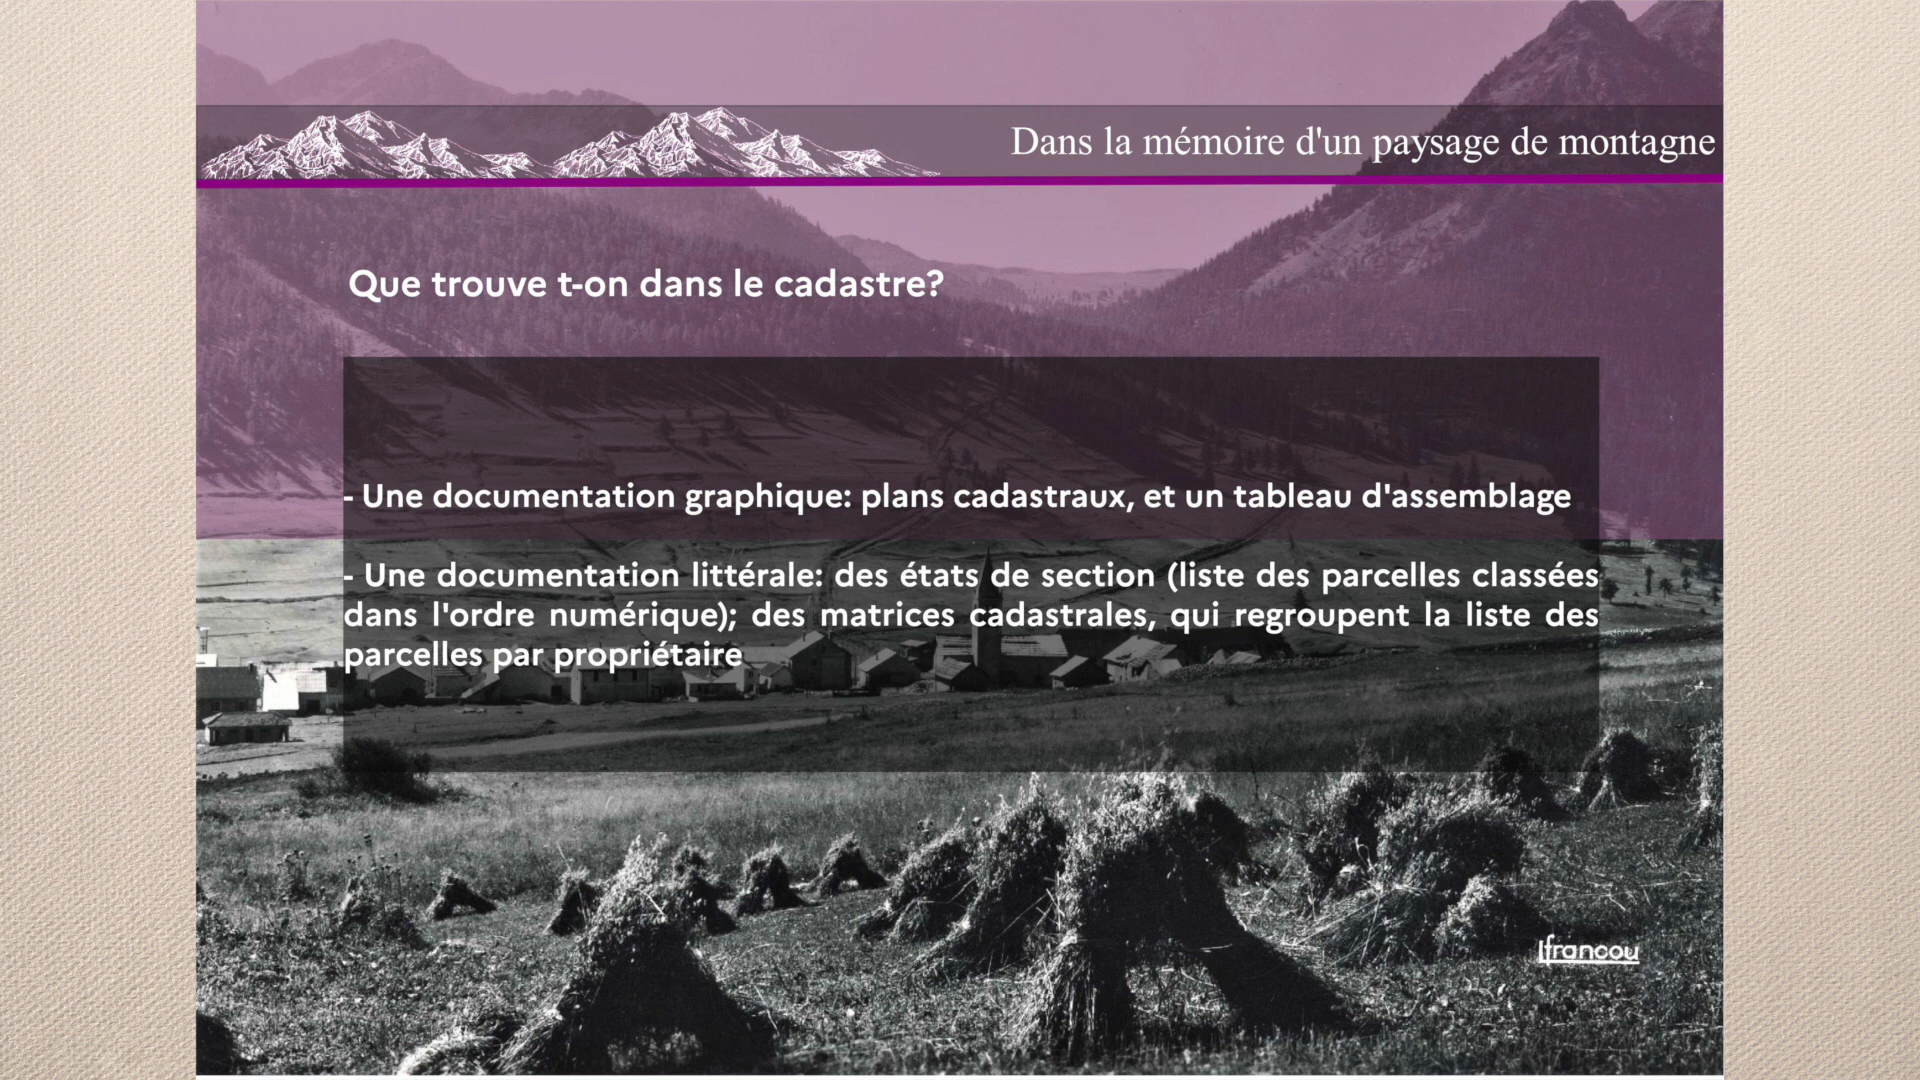 Dans la mémoire d'un paysage de montagne
Que trouve t-on dans le cadastre?
- Une documentation graphique: plans cadastraux, et un tableau d'assemblage
- Une documentation littérale: des états de section (liste des parcelles classées
dans l'ordre numérique); des matrices cadastrales, qui regroupent la liste des
parcelles par propriétaire
lfrancou